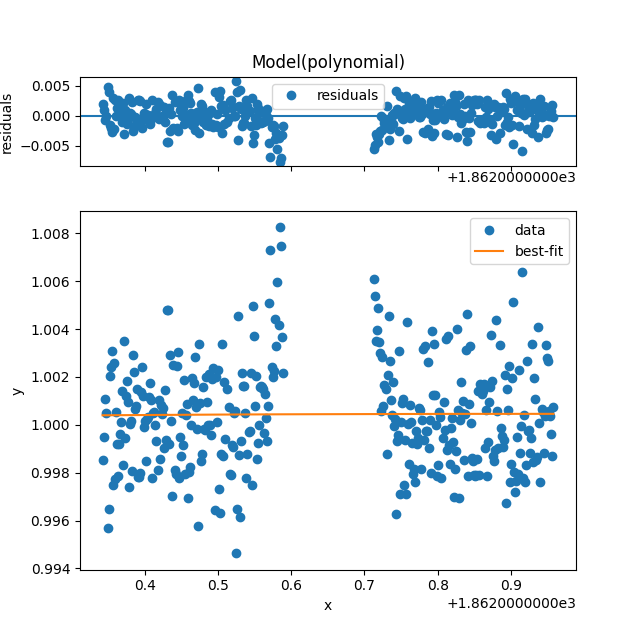 Model(polynomial)
residuals
0.005
0.000
−0.005
residuals
+1.8620000000e3
1.008
1.006
1.004
1.002
1.000
0.998
0.996
0.994
y
data
best-fit
0.4 0.5 0.6 0.7 0.8 0.9
x
+1.8620000000e3